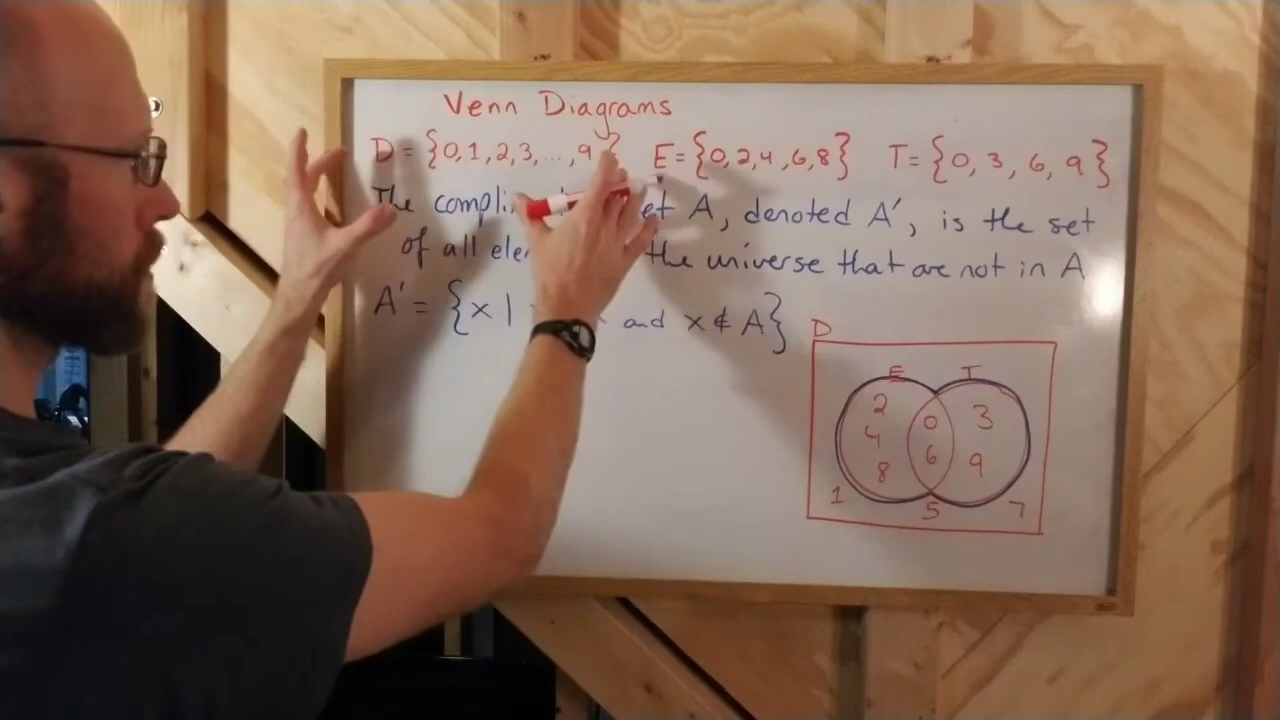 Venn Diagrams
D = {0, 1, 2, 3, ..., 9} E = {0, 2, 4, 6, 8} T = {0, 3, 6, 9}
The et A, denoted A', is the set
of all the universe that are not in A
A' = {x | and x ∉ A}
D
E T
2 0 3
4 6 9
8
1 5 7